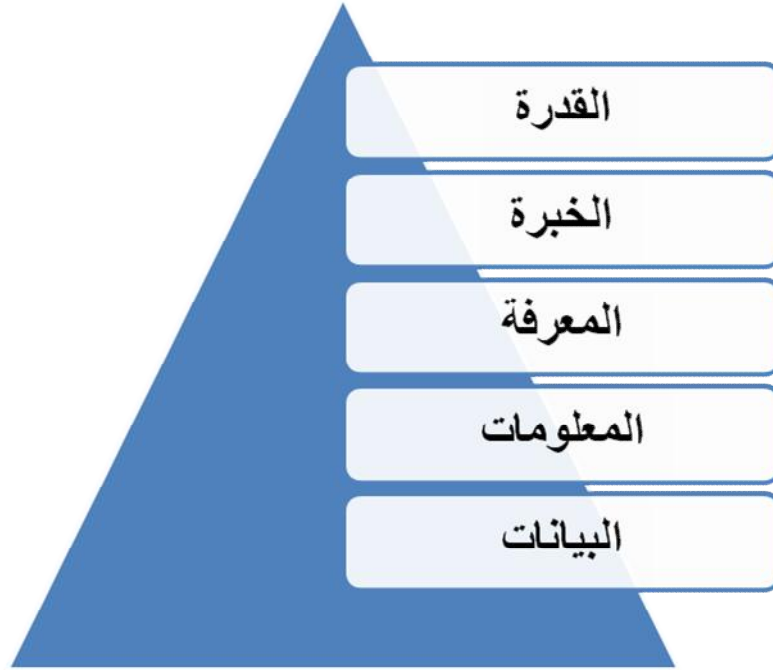 القدرة
الخبرة
المعرفة
المعلومات
البيانات